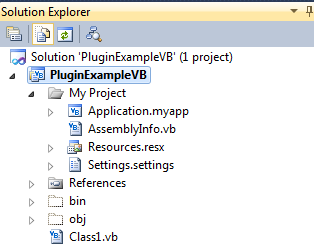 Solution Explorer
Solution 'PluginExampleVB' (1 project)
PluginExampleVB
My Project
Application.myapp
AssemblyInfo.vb
Resources.resx
Settings.settings
References
bin
obj
Class1.vb